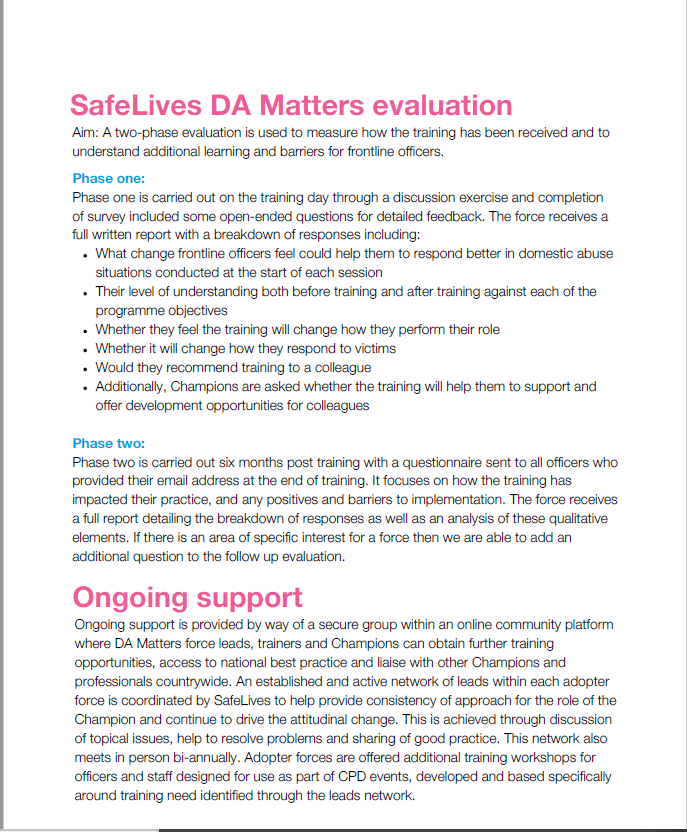 SafeLives DA Matters evaluation
Aim: A two-phase evaluation is used to measure how the training has been received and to
understand additional learning and barriers for frontline officers.
Phase one:
Phase one is carried out on the training day through a discussion exercise and completion
of survey included some open-ended questions for detailed feedback. The force receives a
full written report with a breakdown of responses including:
• What change frontline officers feel could help them to respond better in domestic abuse
situations conducted at the start of each session
• Their level of understanding both before training and after training against each of the
programme objectives
• Whether they feel the training will change how they perform their role
• Whether it will change how they respond to victims
• Would they recommend training to a colleague
• Additionally, Champions are asked whether the training will help them to support and
offer development opportunities for colleagues
Phase two:
Phase two is carried out six months post training with a questionnaire sent to all officers who
provided their email address at the end of training. It focuses on how the training has
impacted their practice, and any positives and barriers to implementation. The force receives
a full report detailing the breakdown of responses as well as an analysis of these qualitative
elements. If there is an area of specific interest for a force then we are able to add an
additional question to the follow up evaluation.
Ongoing support
Ongoing support is provided by way of a secure group within an online community platform
where DA Matters force leads, trainers and Champions can obtain further training
opportunities, access to national best practice and liaise with other Champions and
professionals countrywide. An established and active network of leads within each adopter
force is coordinated by SafeLives to help provide consistency of approach for the role of the
Champion and continue to drive the attitudinal change. This is achieved through discussion
of topical issues, help to resolve problems and sharing of good practice. This network also
meets in person bi-annually. Adopter forces are offered additional training workshops for
officers and staff designed for use as part of CPD events, developed and based specifically
around training need identified through the leads network.